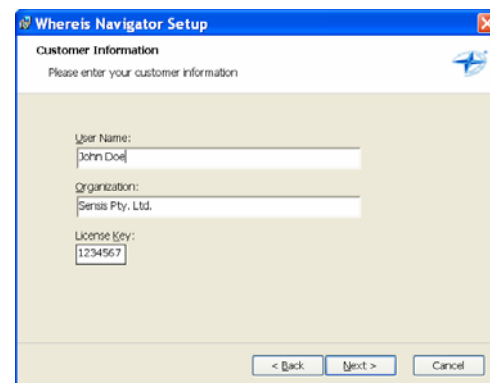 Whereis Navigator Setup
Customer Information
Please enter your customer information
User Name:
John Doe
Organization:
Sensis Pty. Ltd.
License Key:
1234567
< Back Next > Cancel